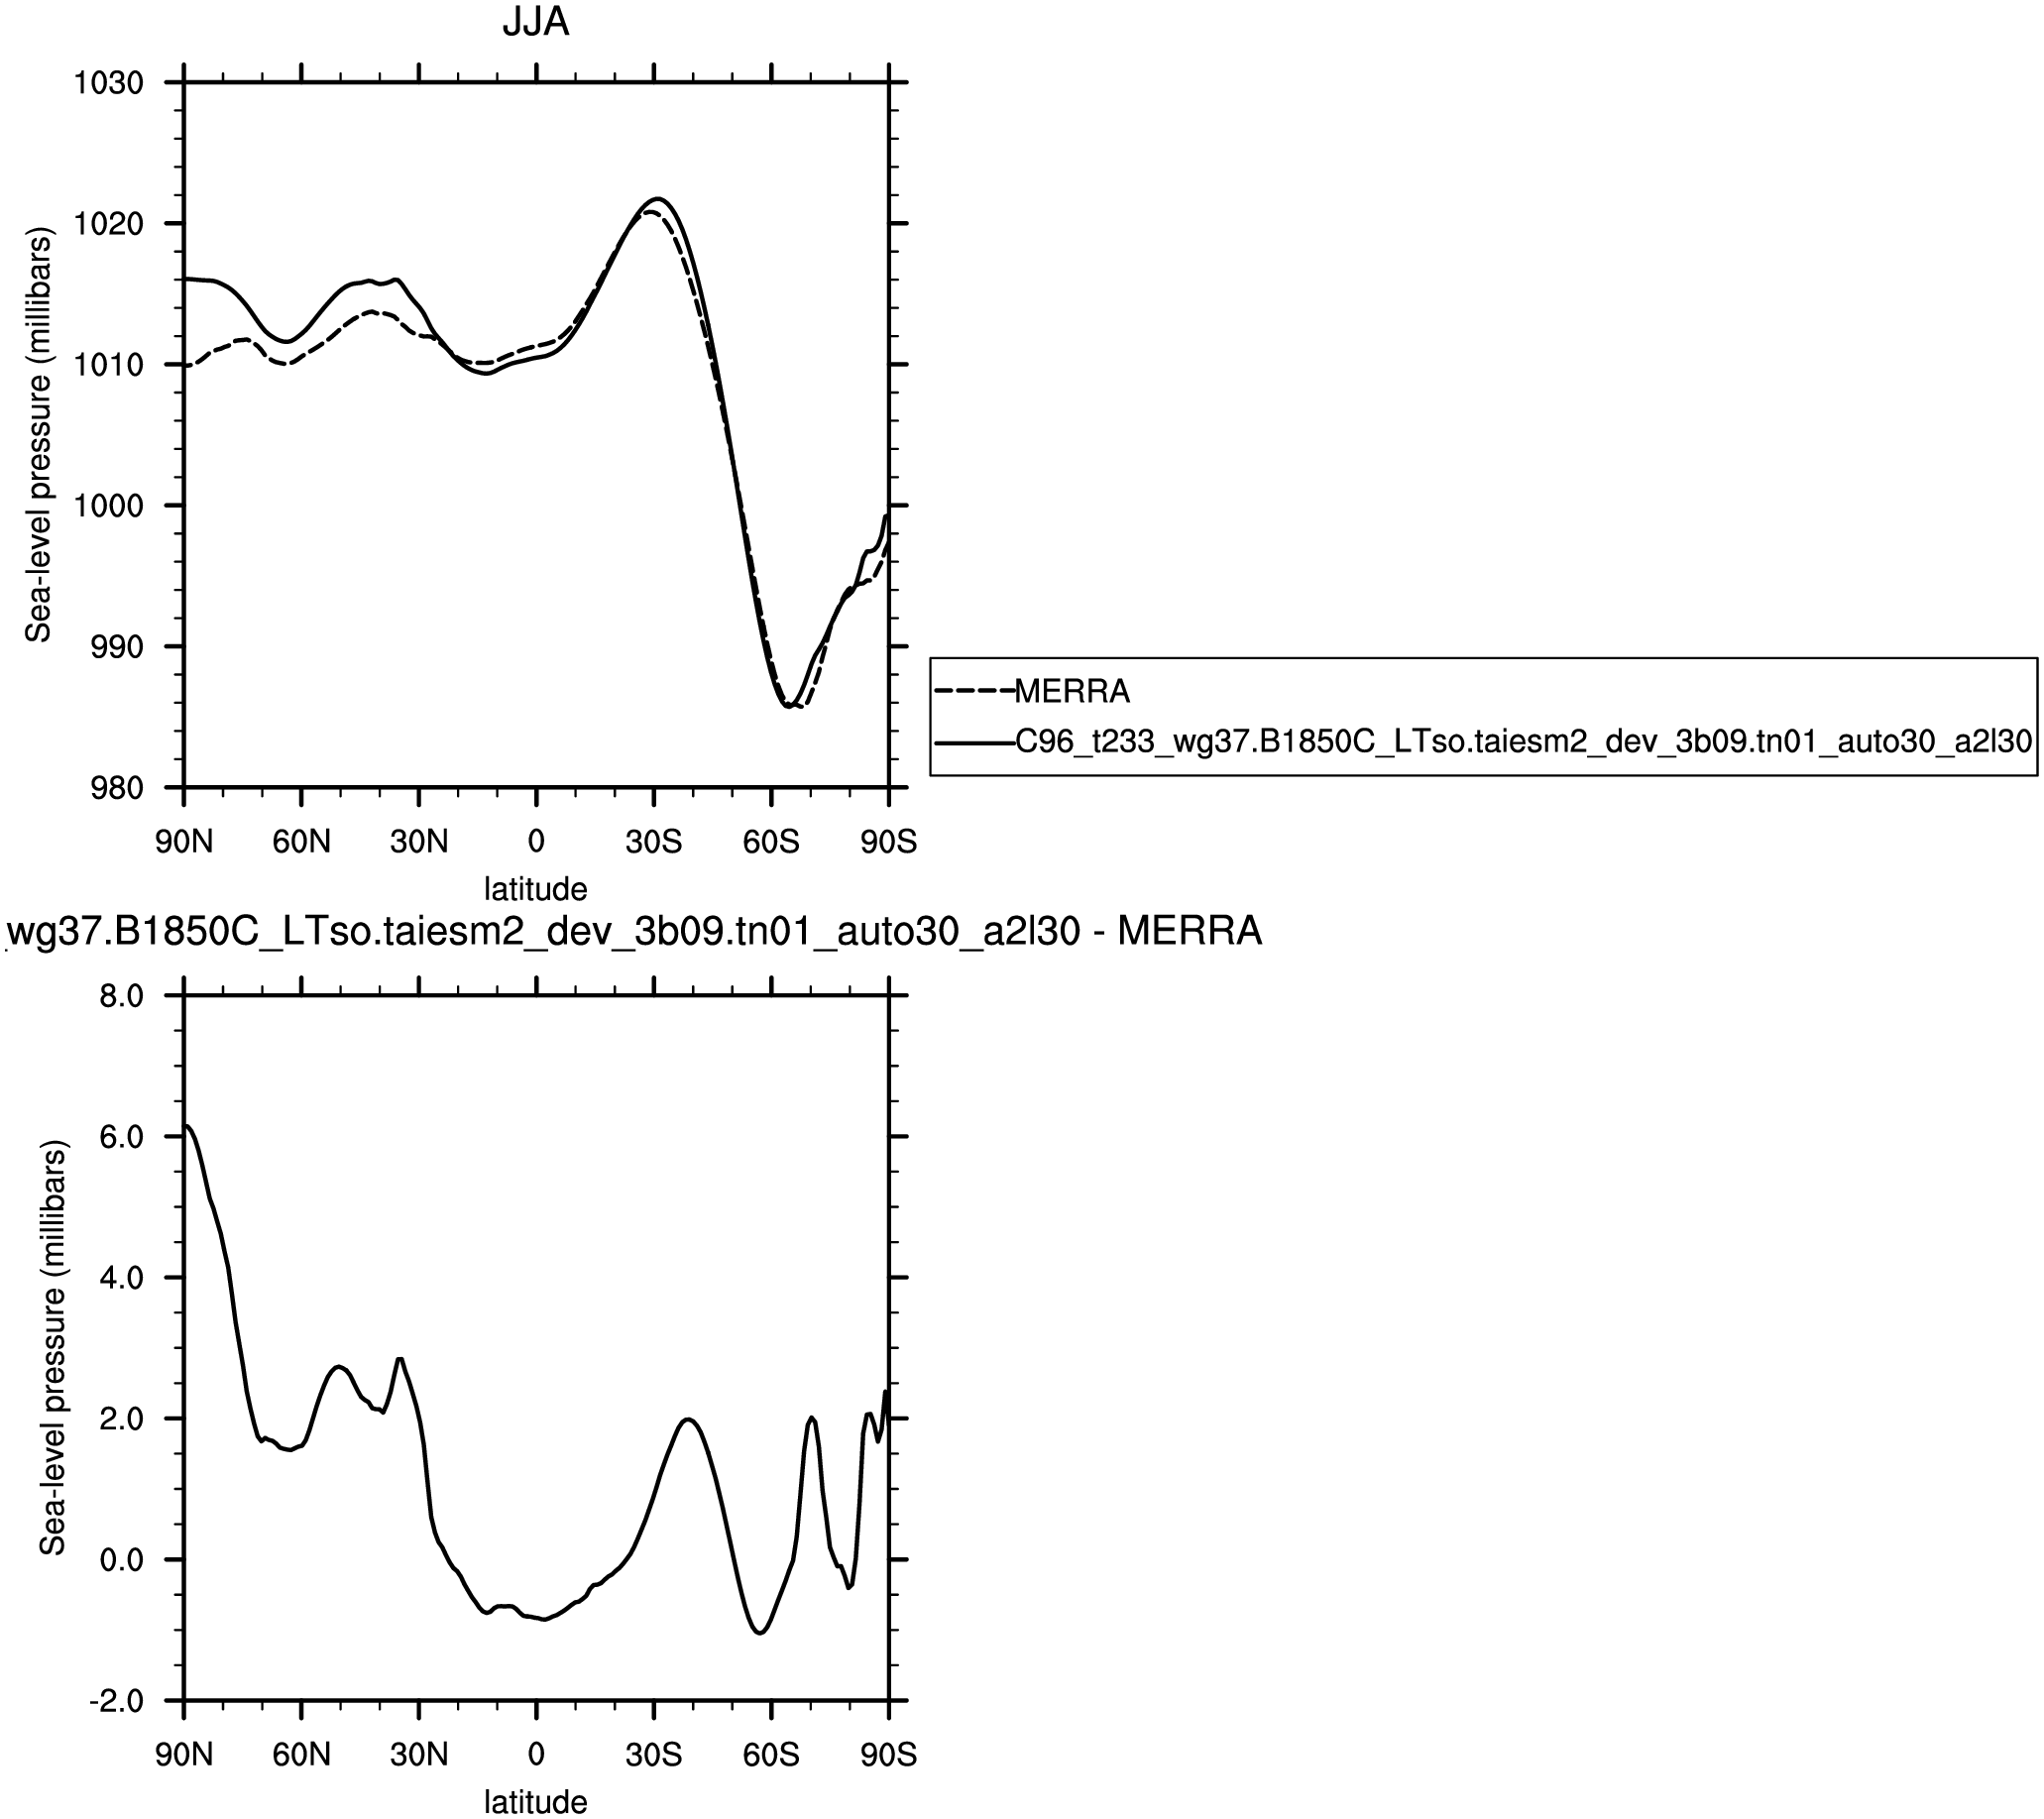 JJA
1030
1020
1010
1000
990
980
Sea-level pressure (millibars)
90N 60N 30N 0 30S 60S 90S
latitude
MERRA
C96_t233_wg37.B1850C_LTso.taiesm2_dev_3b09.tn01_auto30_a2l30
wg37.B1850C_LTso.taiesm2_dev_3b09.tn01_auto30_a2l30 - MERRA
8.0
6.0
4.0
2.0
0.0
-2.0
Sea-level pressure (millibars)
90N 60N 30N 0 30S 60S 90S
latitude